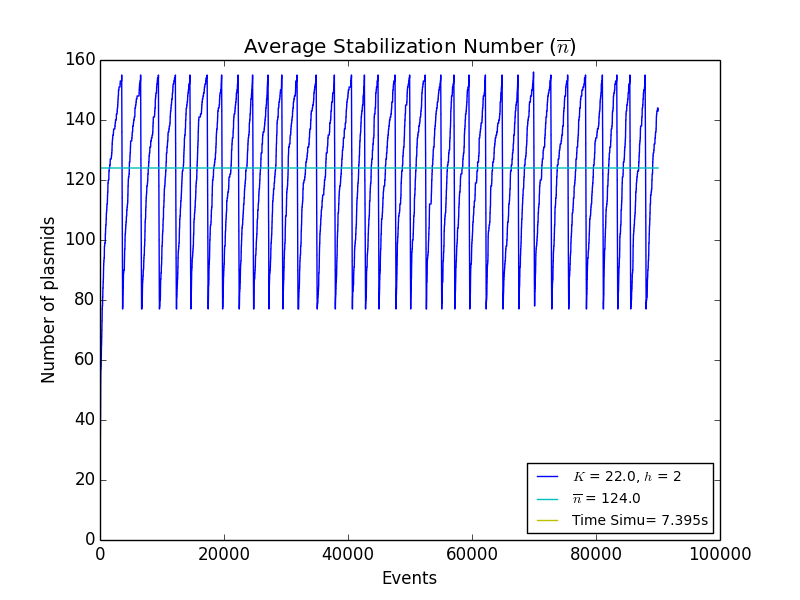 Average Stabilization Number (n̅)
160
140
120
100
80
60
40
20
0
Number of plasmids
0 20000 40000 60000 80000 100000
Events
K = 22.0, h = 2
n̅ = 124.0
Time Simu= 7.395s